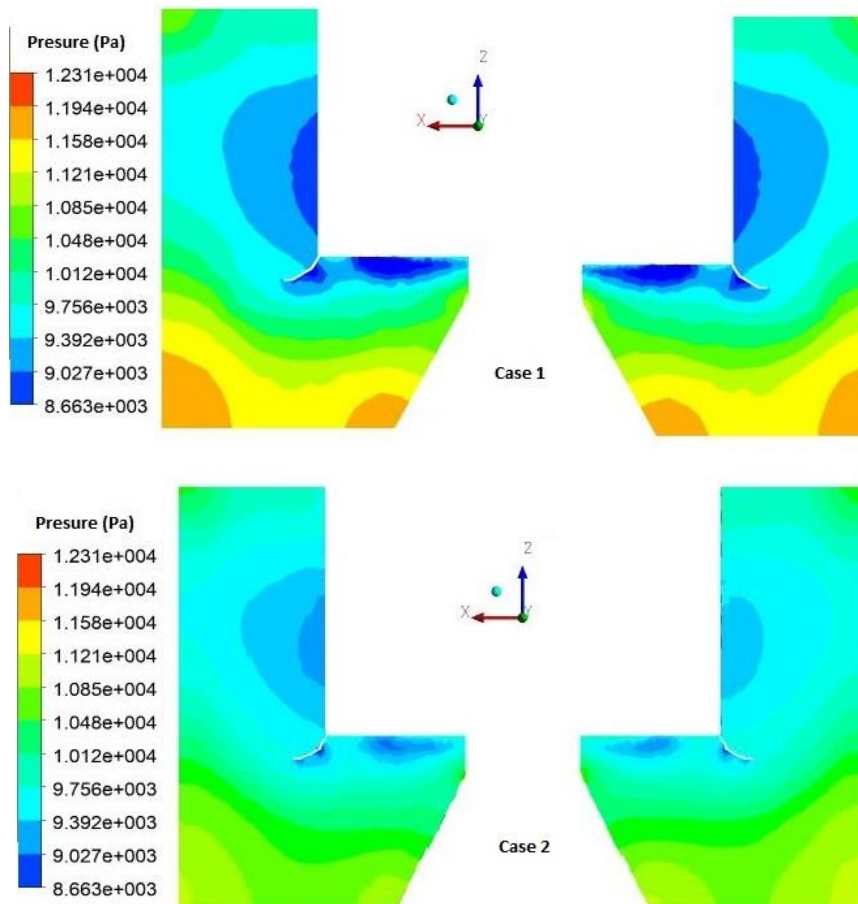 Presure (Pa)
1.231e+004
1.194e+004
1.158e+004
1.121e+004
1.085e+004
1.048e+004
1.012e+004
9.756e+003
9.392e+003
9.027e+003
8.663e+003
Z
X
Y
Case 1
Presure (Pa)
1.231e+004
1.194e+004
1.158e+004
1.121e+004
1.085e+004
1.048e+004
1.012e+004
9.756e+003
9.392e+003
9.027e+003
8.663e+003
Z
X
Y
Case 2